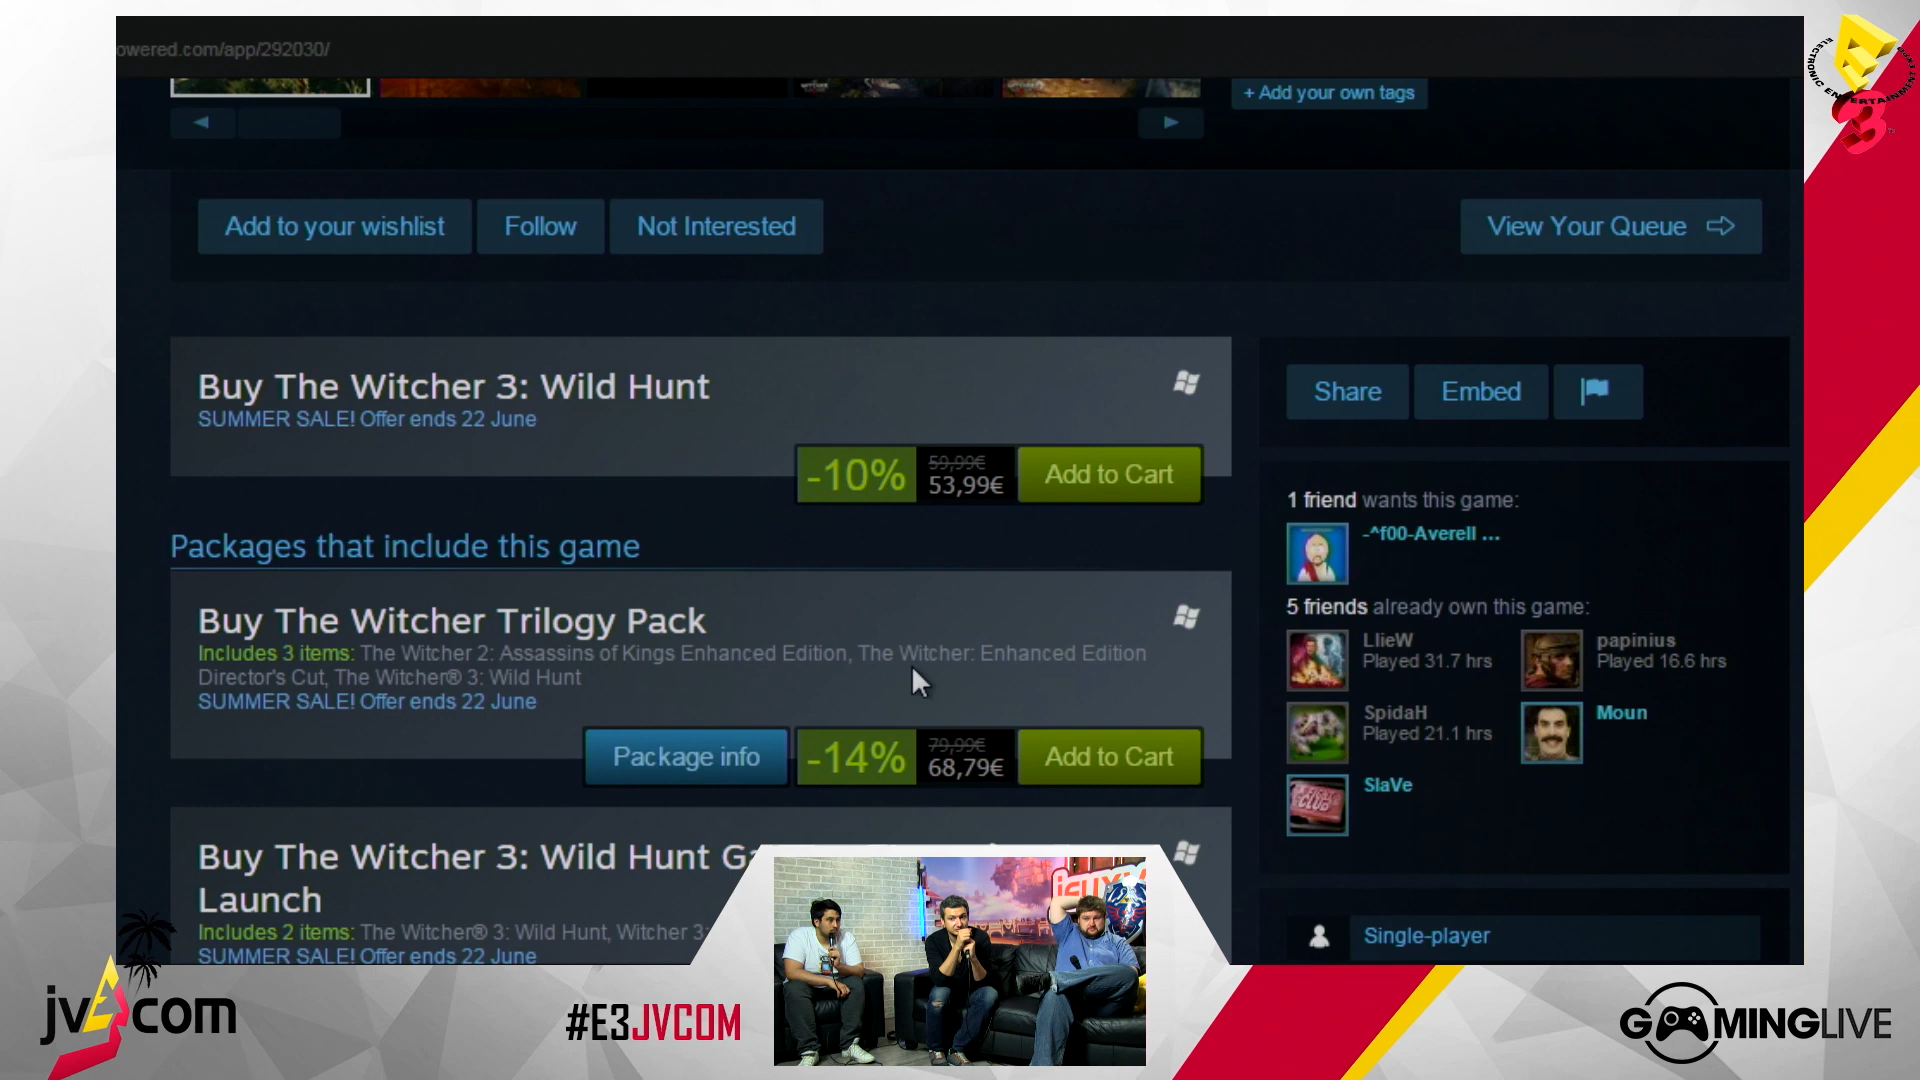 owered.com/app/292030/
+ Add your own tags
Add to your wishlist
Follow
Not Interested
View Your Queue
Buy The Witcher 3: Wild Hunt
SUMMER SALE! Offer ends 22 June
-10%
59,99€
53,99€
Add to Cart
Packages that include this game
Buy The Witcher Trilogy Pack
Includes 3 items: The Witcher 2: Assassins of Kings Enhanced Edition, The Witcher: Enhanced Edition
Director's Cut, The Witcher® 3: Wild Hunt
SUMMER SALE! Offer ends 22 June
Package info
-14%
79,99€
68,79€
Add to Cart
Buy The Witcher 3: Wild Hunt Ga
Launch
Includes 2 items: The Witcher® 3: Wild Hunt, Witcher 3:
SUMMER SALE! Offer ends 22 June
Share
Embed
1 friend wants this game:
-^f00-Averell ...
5 friends already own this game:
LlieW
Played 31.7 hrs
papinius
Played 16.6 hrs
SpidaH
Played 21.1 hrs
Moun
SlaVe
Single-player
ELECTRONIC ENTERTAINMENT EXPO
E3
jv.com
#E3JVCOM
GAMINGLIVE